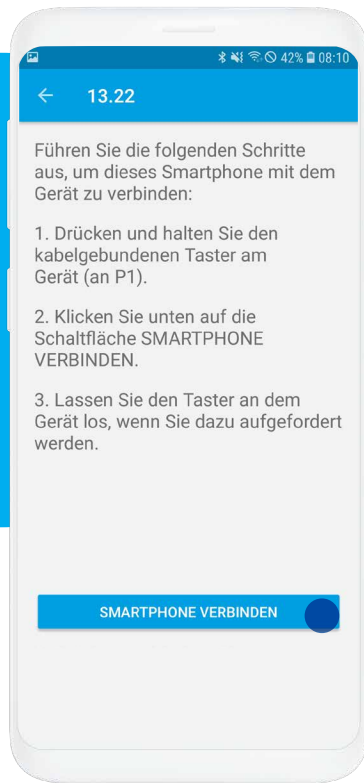 42% 08:10
13.22
Führen Sie die folgenden Schritte
aus, um dieses Smartphone mit dem
Gerät zu verbinden:
1. Drücken und halten Sie den
kabelgebundenen Taster am
Gerät (an P1).
2. Klicken Sie unten auf die
Schaltfläche SMARTPHONE
VERBINDEN.
3. Lassen Sie den Taster an dem
Gerät los, wenn Sie dazu aufgefordert
werden.
SMARTPHONE VERBINDEN